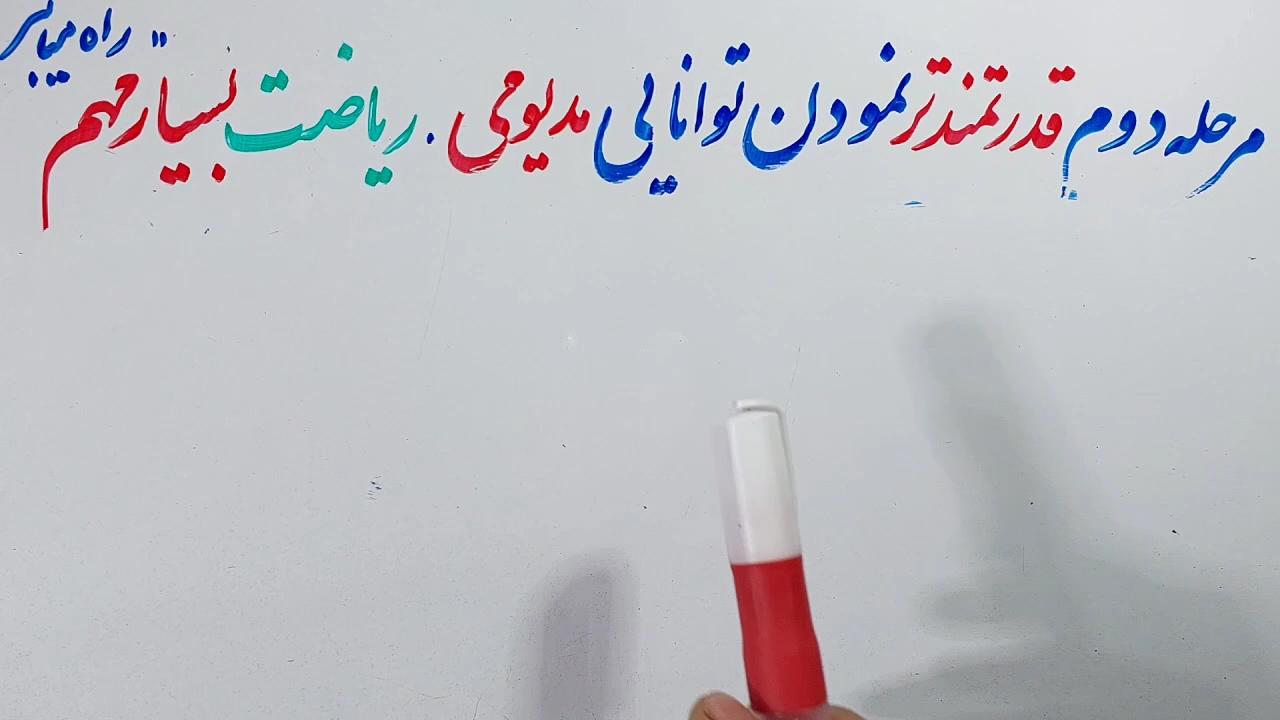 مرحله دوم قدرتمندتر نمودن توانایی مدیومی. ریاضت بسیار مهم
" راه میانبر